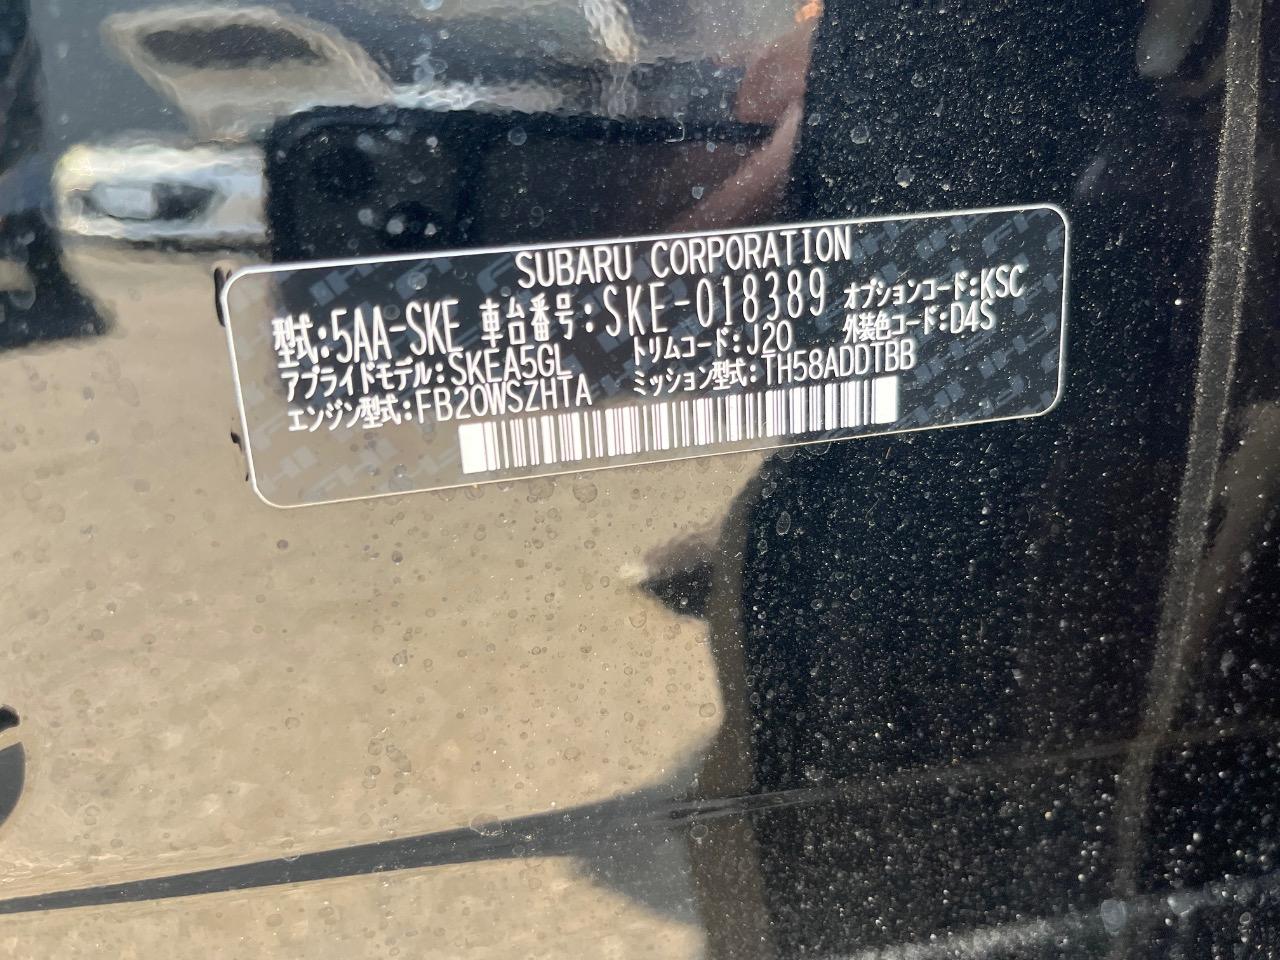 SUBARU CORPORATION
型式:5AA-SKE 車台番号:SKE-018389 オプションコード:KSC
アプライドモデル:SKEA5GL トリムコード:J20 外装色コード:D4S
エンジン型式:FB20WSZHTA ミッション型式:TH58ADDTBB